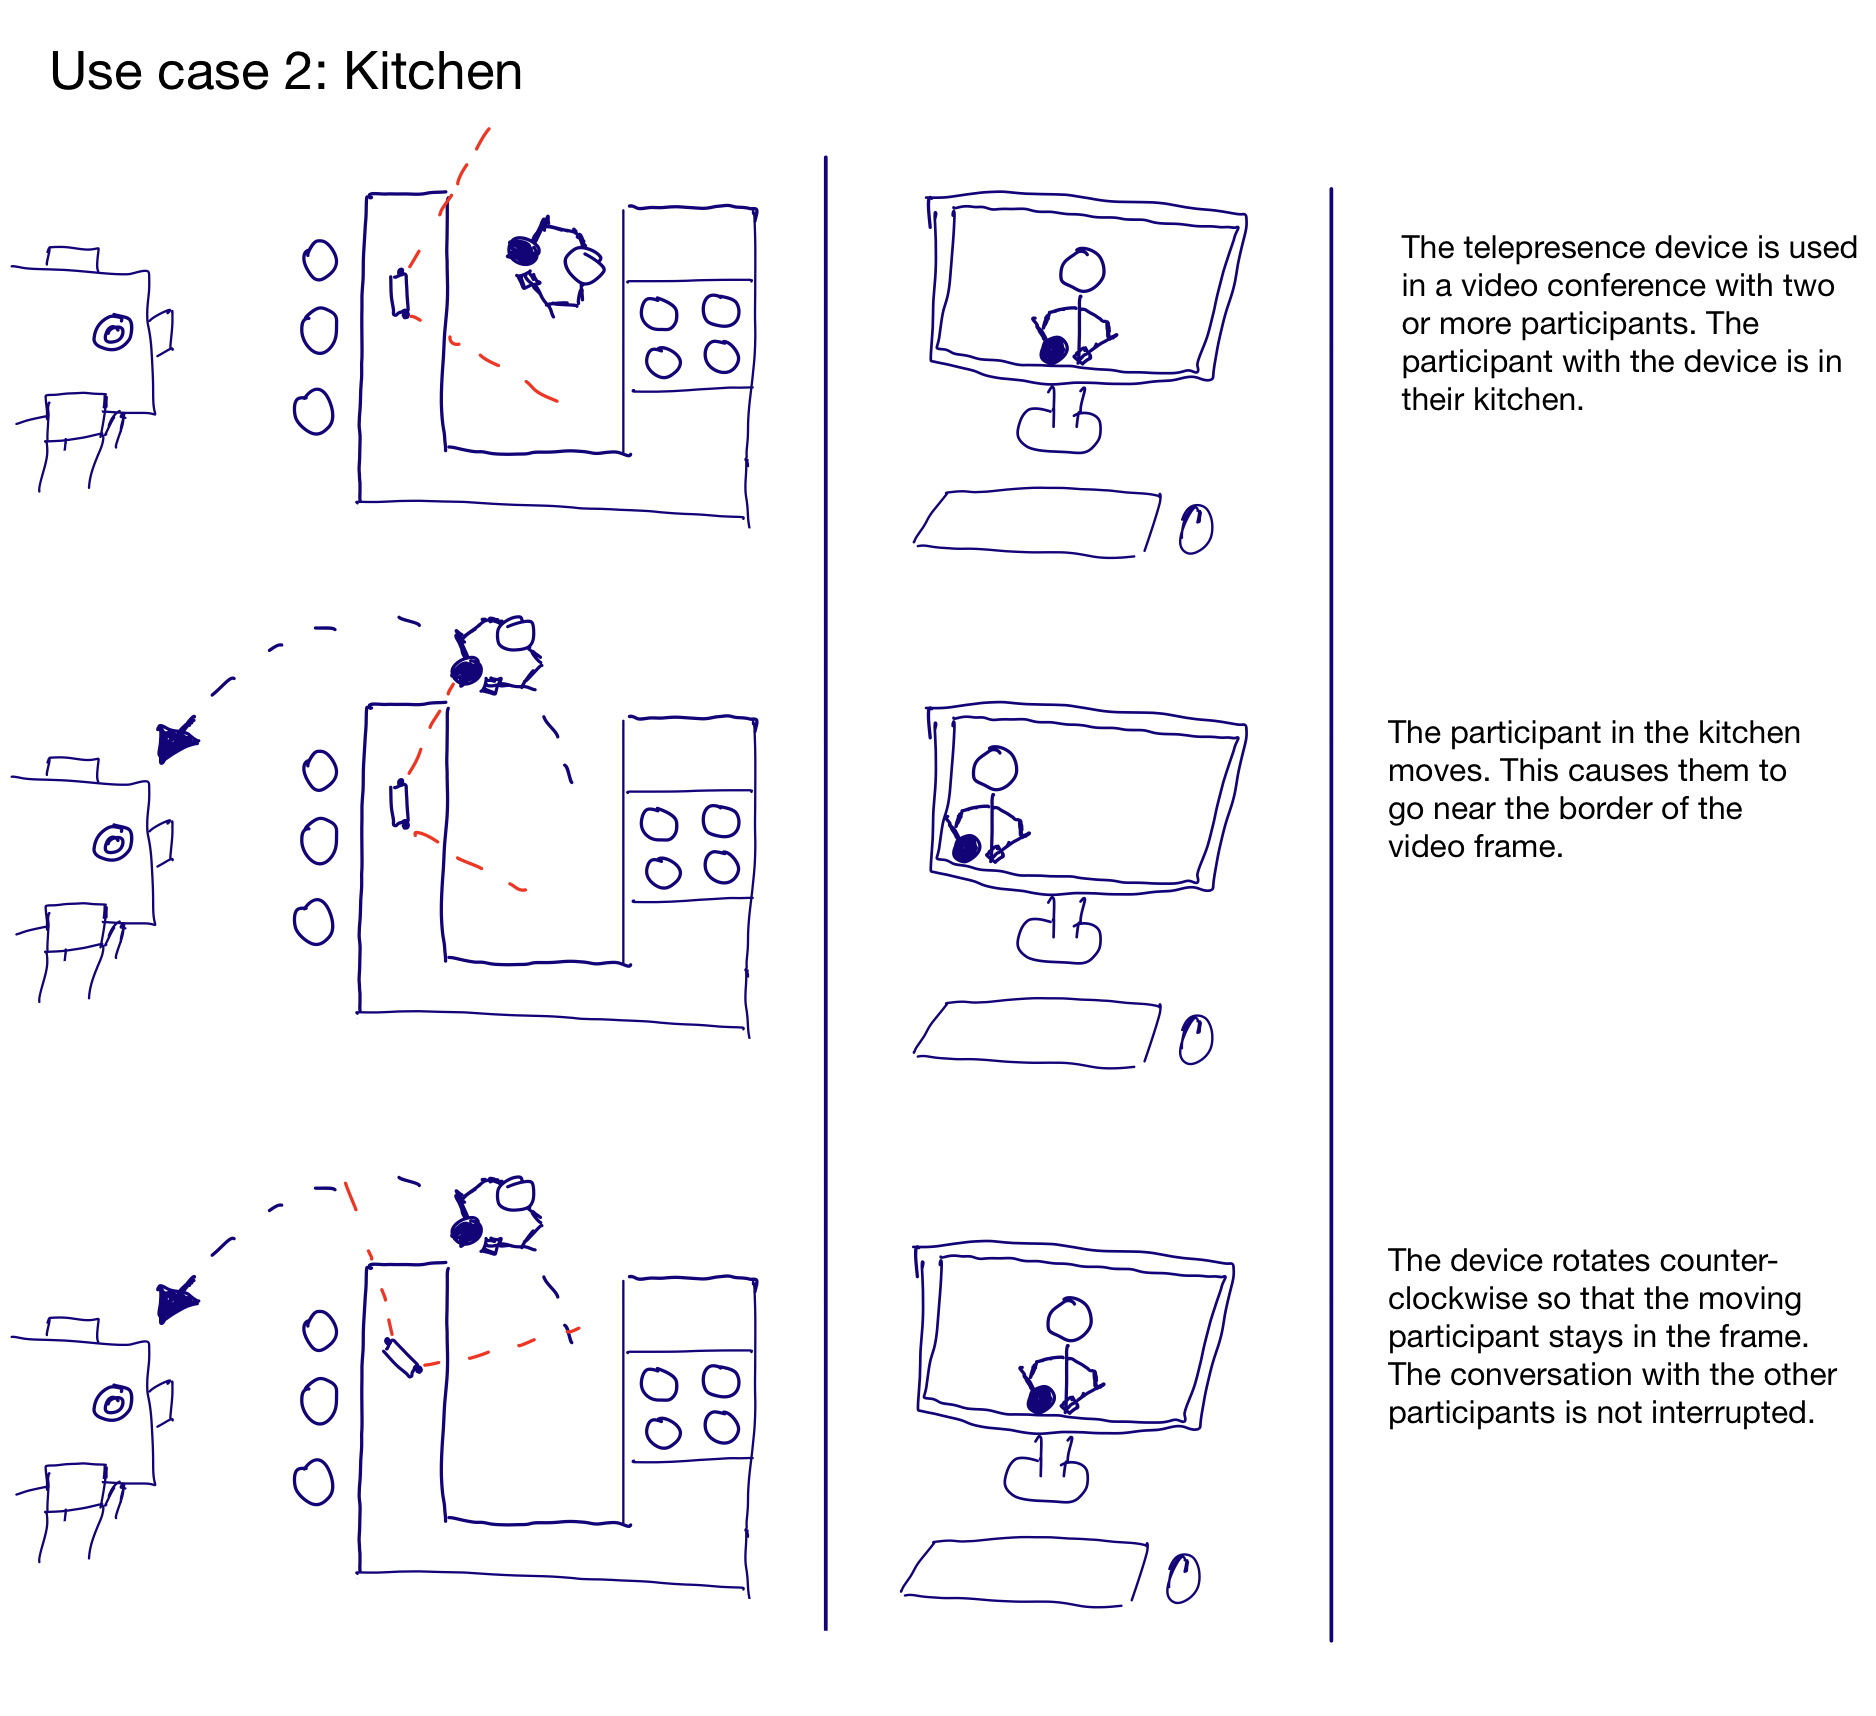 Use case 2: Kitchen
The telepresence device is used
in a video conference with two
or more participants. The
participant with the device is in
their kitchen.
The participant in the kitchen
moves. This causes them to
go near the border of the
video frame.
The device rotates counter-
clockwise so that the moving
participant stays in the frame.
The conversation with the other
participants is not interrupted.